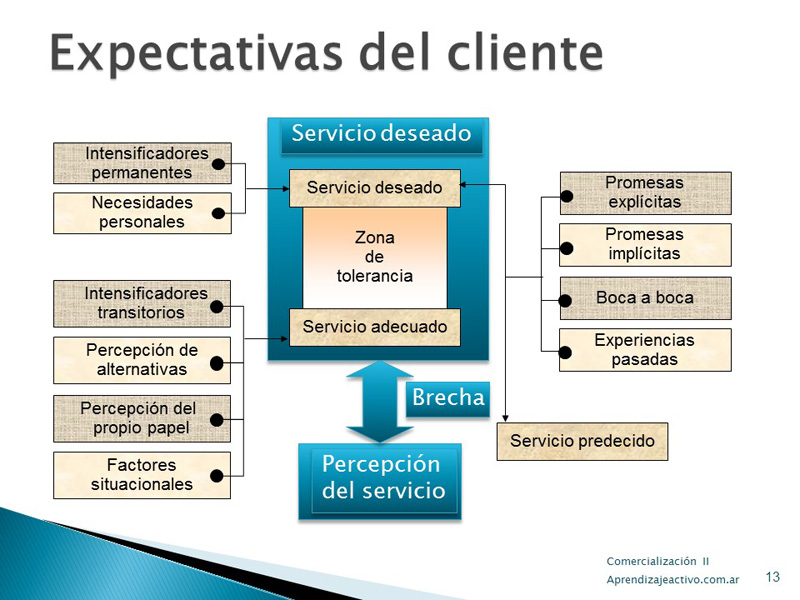 Expectativas del cliente
Servicio deseado
Intensificadores
permanentes
Necesidades
personales
Intensificadores
transitorios
Percepción de
alternativas
Percepción del
propio papel
Factores
situacionales
Servicio deseado
Zona
de
tolerancia
Servicio adecuado
Brecha
Percepción
del servicio
Promesas
explícitas
Promesas
implícitas
Boca a boca
Experiencias
pasadas
Servicio predecido
Comercialización II
Aprendizajeactivo.com.ar
13